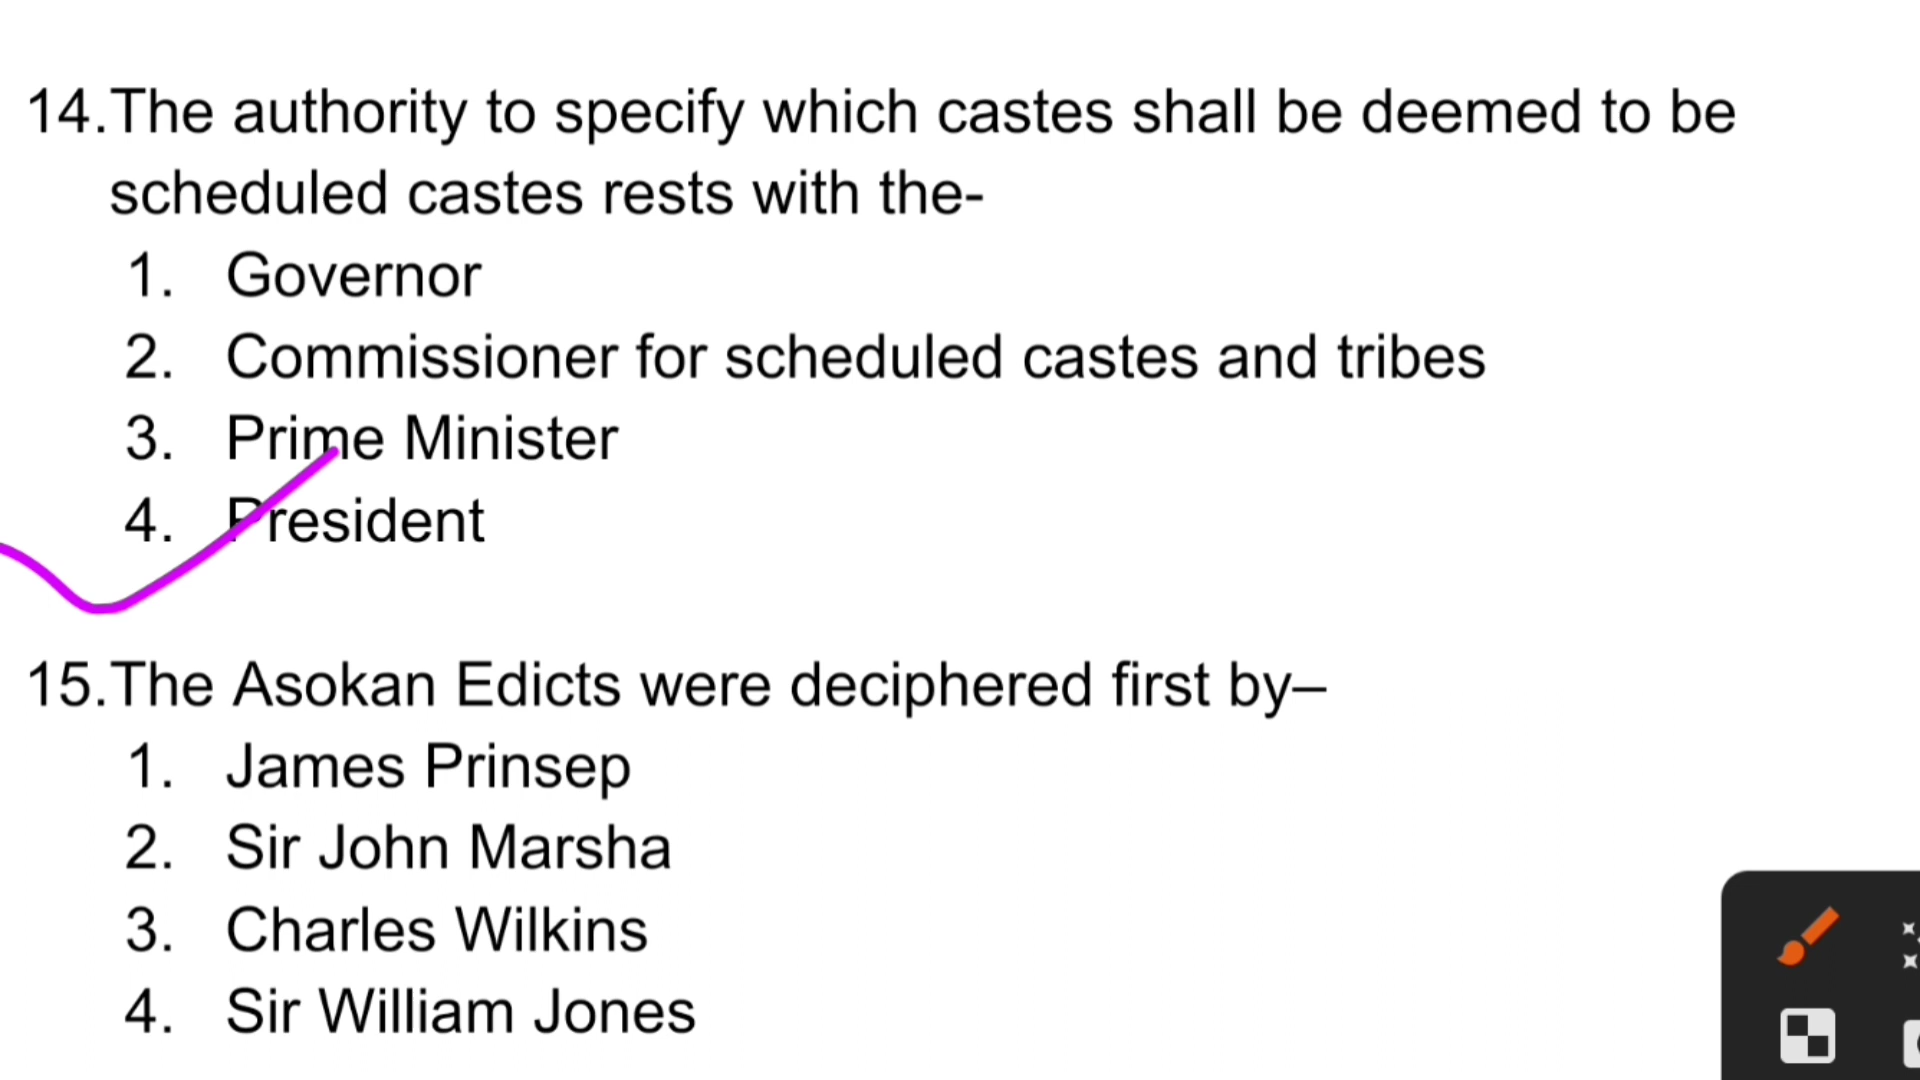 14.The authority to specify which castes shall be deemed to be
scheduled castes rests with the-
1. Governor
2. Commissioner for scheduled castes and tribes
3. Prime Minister
4. President
15.The Asokan Edicts were deciphered first by–
1. James Prinsep
2. Sir John Marsha
3. Charles Wilkins
4. Sir William Jones